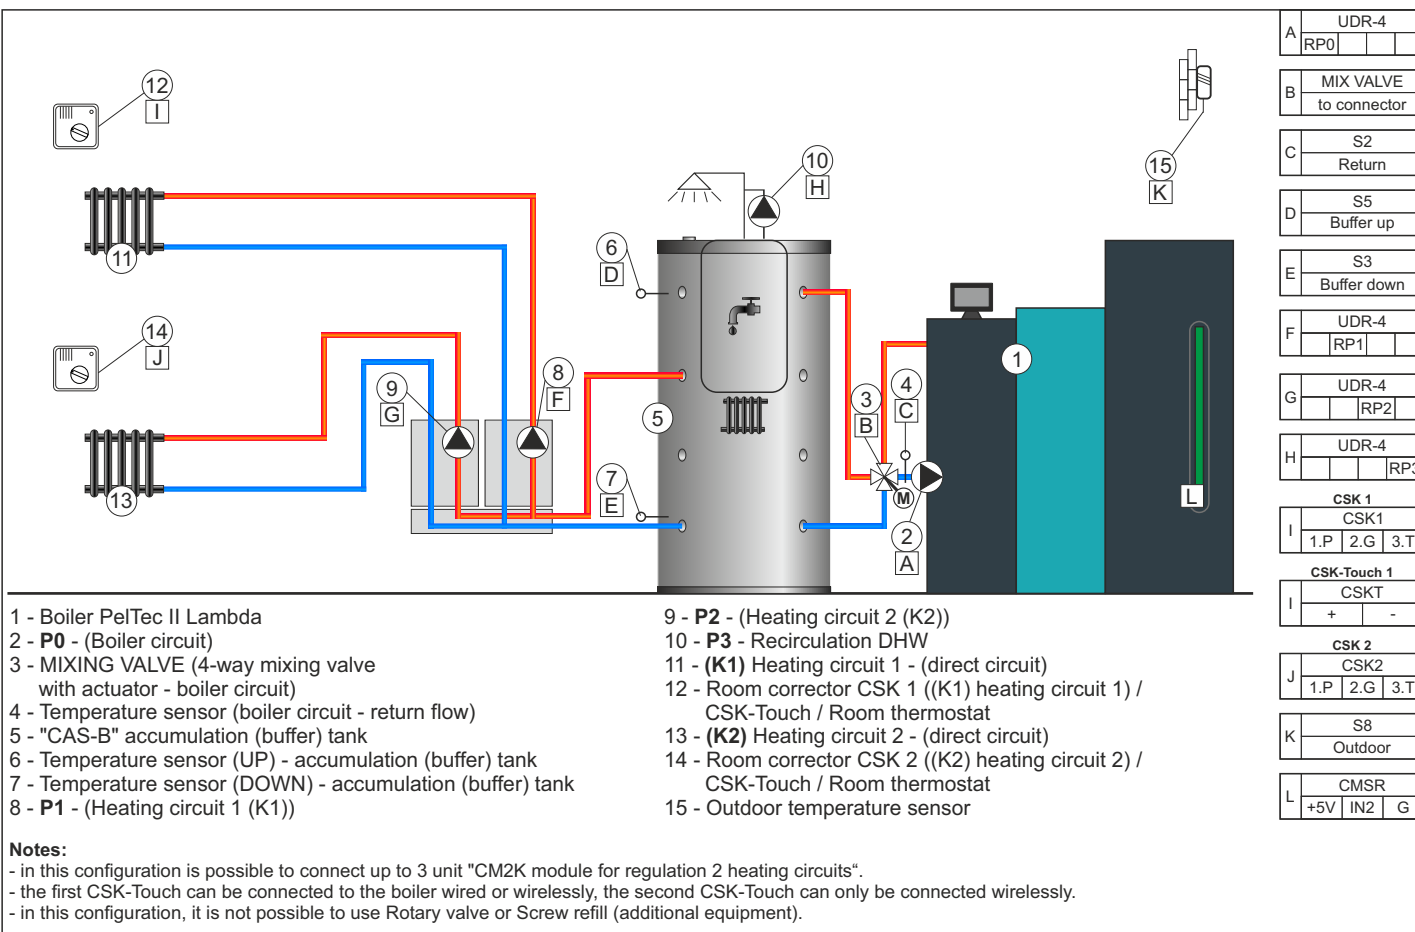 12
I
11
14
J
13
9
G
8
F
6
D
7
E
5
10
H
3
B
4
C
M
2
A
1
15
K
L
A UDR-4
RP0
B MIX VALVE
to connector
C S2
Return
D S5
Buffer up
E S3
Buffer down
F UDR-4
RP1
G UDR-4
RP2
H UDR-4
RP3
CSK 1
I CSK1
1.P 2.G 3.T
CSK-Touch 1
I CSKT
+ -
CSK 2
J CSK2
1.P 2.G 3.T
K S8
Outdoor
L CMSR
+5V IN2 G
1 - Boiler PelTec II Lambda
2 - P0 - (Boiler circuit)
3 - MIXING VALVE (4-way mixing valve
with actuator - boiler circuit)
4 - Temperature sensor (boiler circuit - return flow)
5 - "CAS-B" accumulation (buffer) tank
6 - Temperature sensor (UP) - accumulation (buffer) tank
7 - Temperature sensor (DOWN) - accumulation (buffer) tank
8 - P1 - (Heating circuit 1 (K1))
9 - P2 - (Heating circuit 2 (K2))
10 - P3 - Recirculation DHW
11 - (K1) Heating circuit 1 - (direct circuit)
12 - Room corrector CSK 1 ((K1) heating circuit 1) /
CSK-Touch / Room thermostat
13 - (K2) Heating circuit 2 - (direct circuit)
14 - Room corrector CSK 2 ((K2) heating circuit 2) /
CSK-Touch / Room thermostat
15 - Outdoor temperature sensor
Notes:
- in this configuration is possible to connect up to 3 unit "CM2K module for regulation 2 heating circuits“.
- the first CSK-Touch can be connected to the boiler wired or wirelessly, the second CSK-Touch can only be connected wirelessly.
- in this configuration, it is not possible to use Rotary valve or Screw refill (additional equipment).